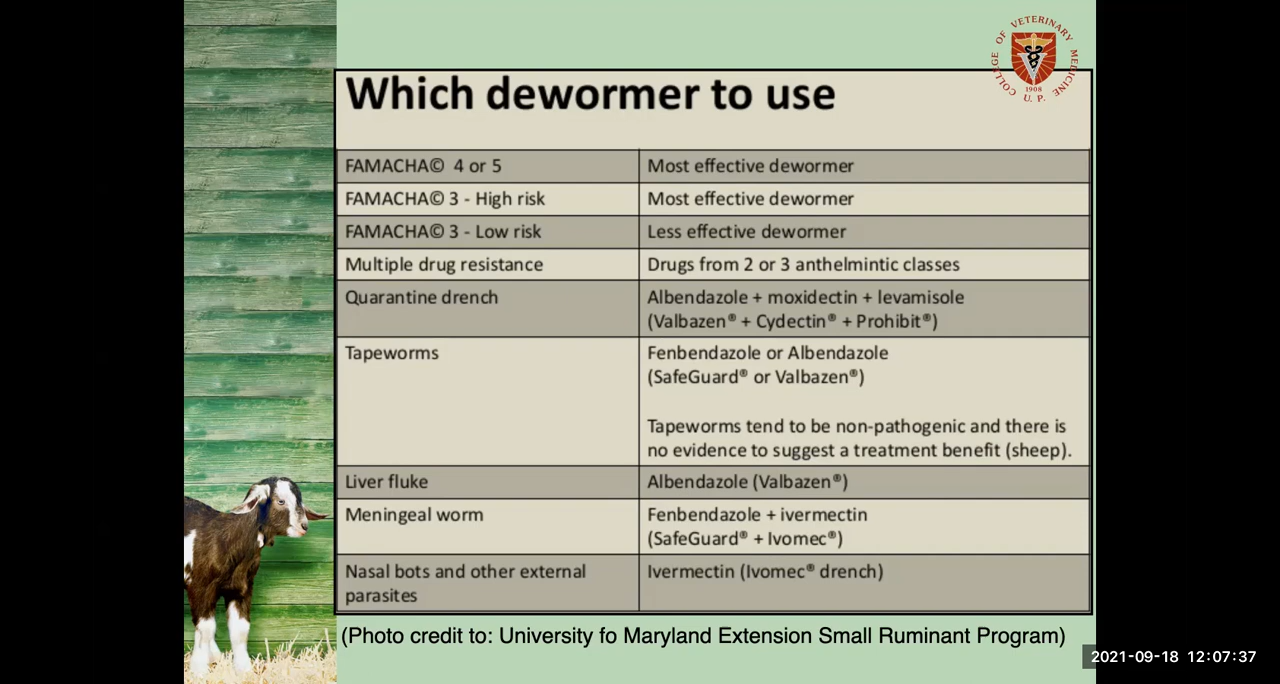 COLLEGE OF VETERINARY MEDICINE
1908
U. P.
Which dewormer to use
FAMACHA© 4 or 5 Most effective dewormer
FAMACHA© 3 - High risk Most effective dewormer
FAMACHA© 3 - Low risk Less effective dewormer
Multiple drug resistance Drugs from 2 or 3 anthelmintic classes
Quarantine drench Albendazole + moxidectin + levamisole
(Valbazen® + Cydectin® + Prohibit®)
Tapeworms Fenbendazole or Albendazole
(SafeGuard® or Valbazen®)
Tapeworms tend to be non-pathogenic and there is
no evidence to suggest a treatment benefit (sheep).
Liver fluke Albendazole (Valbazen®)
Meningeal worm Fenbendazole + ivermectin
(SafeGuard® + Ivomec®)
Nasal bots and other external Ivermectin (Ivomec® drench)
parasites
(Photo credit to: University fo Maryland Extension Small Ruminant Program)
2021-09-18 12:07:37